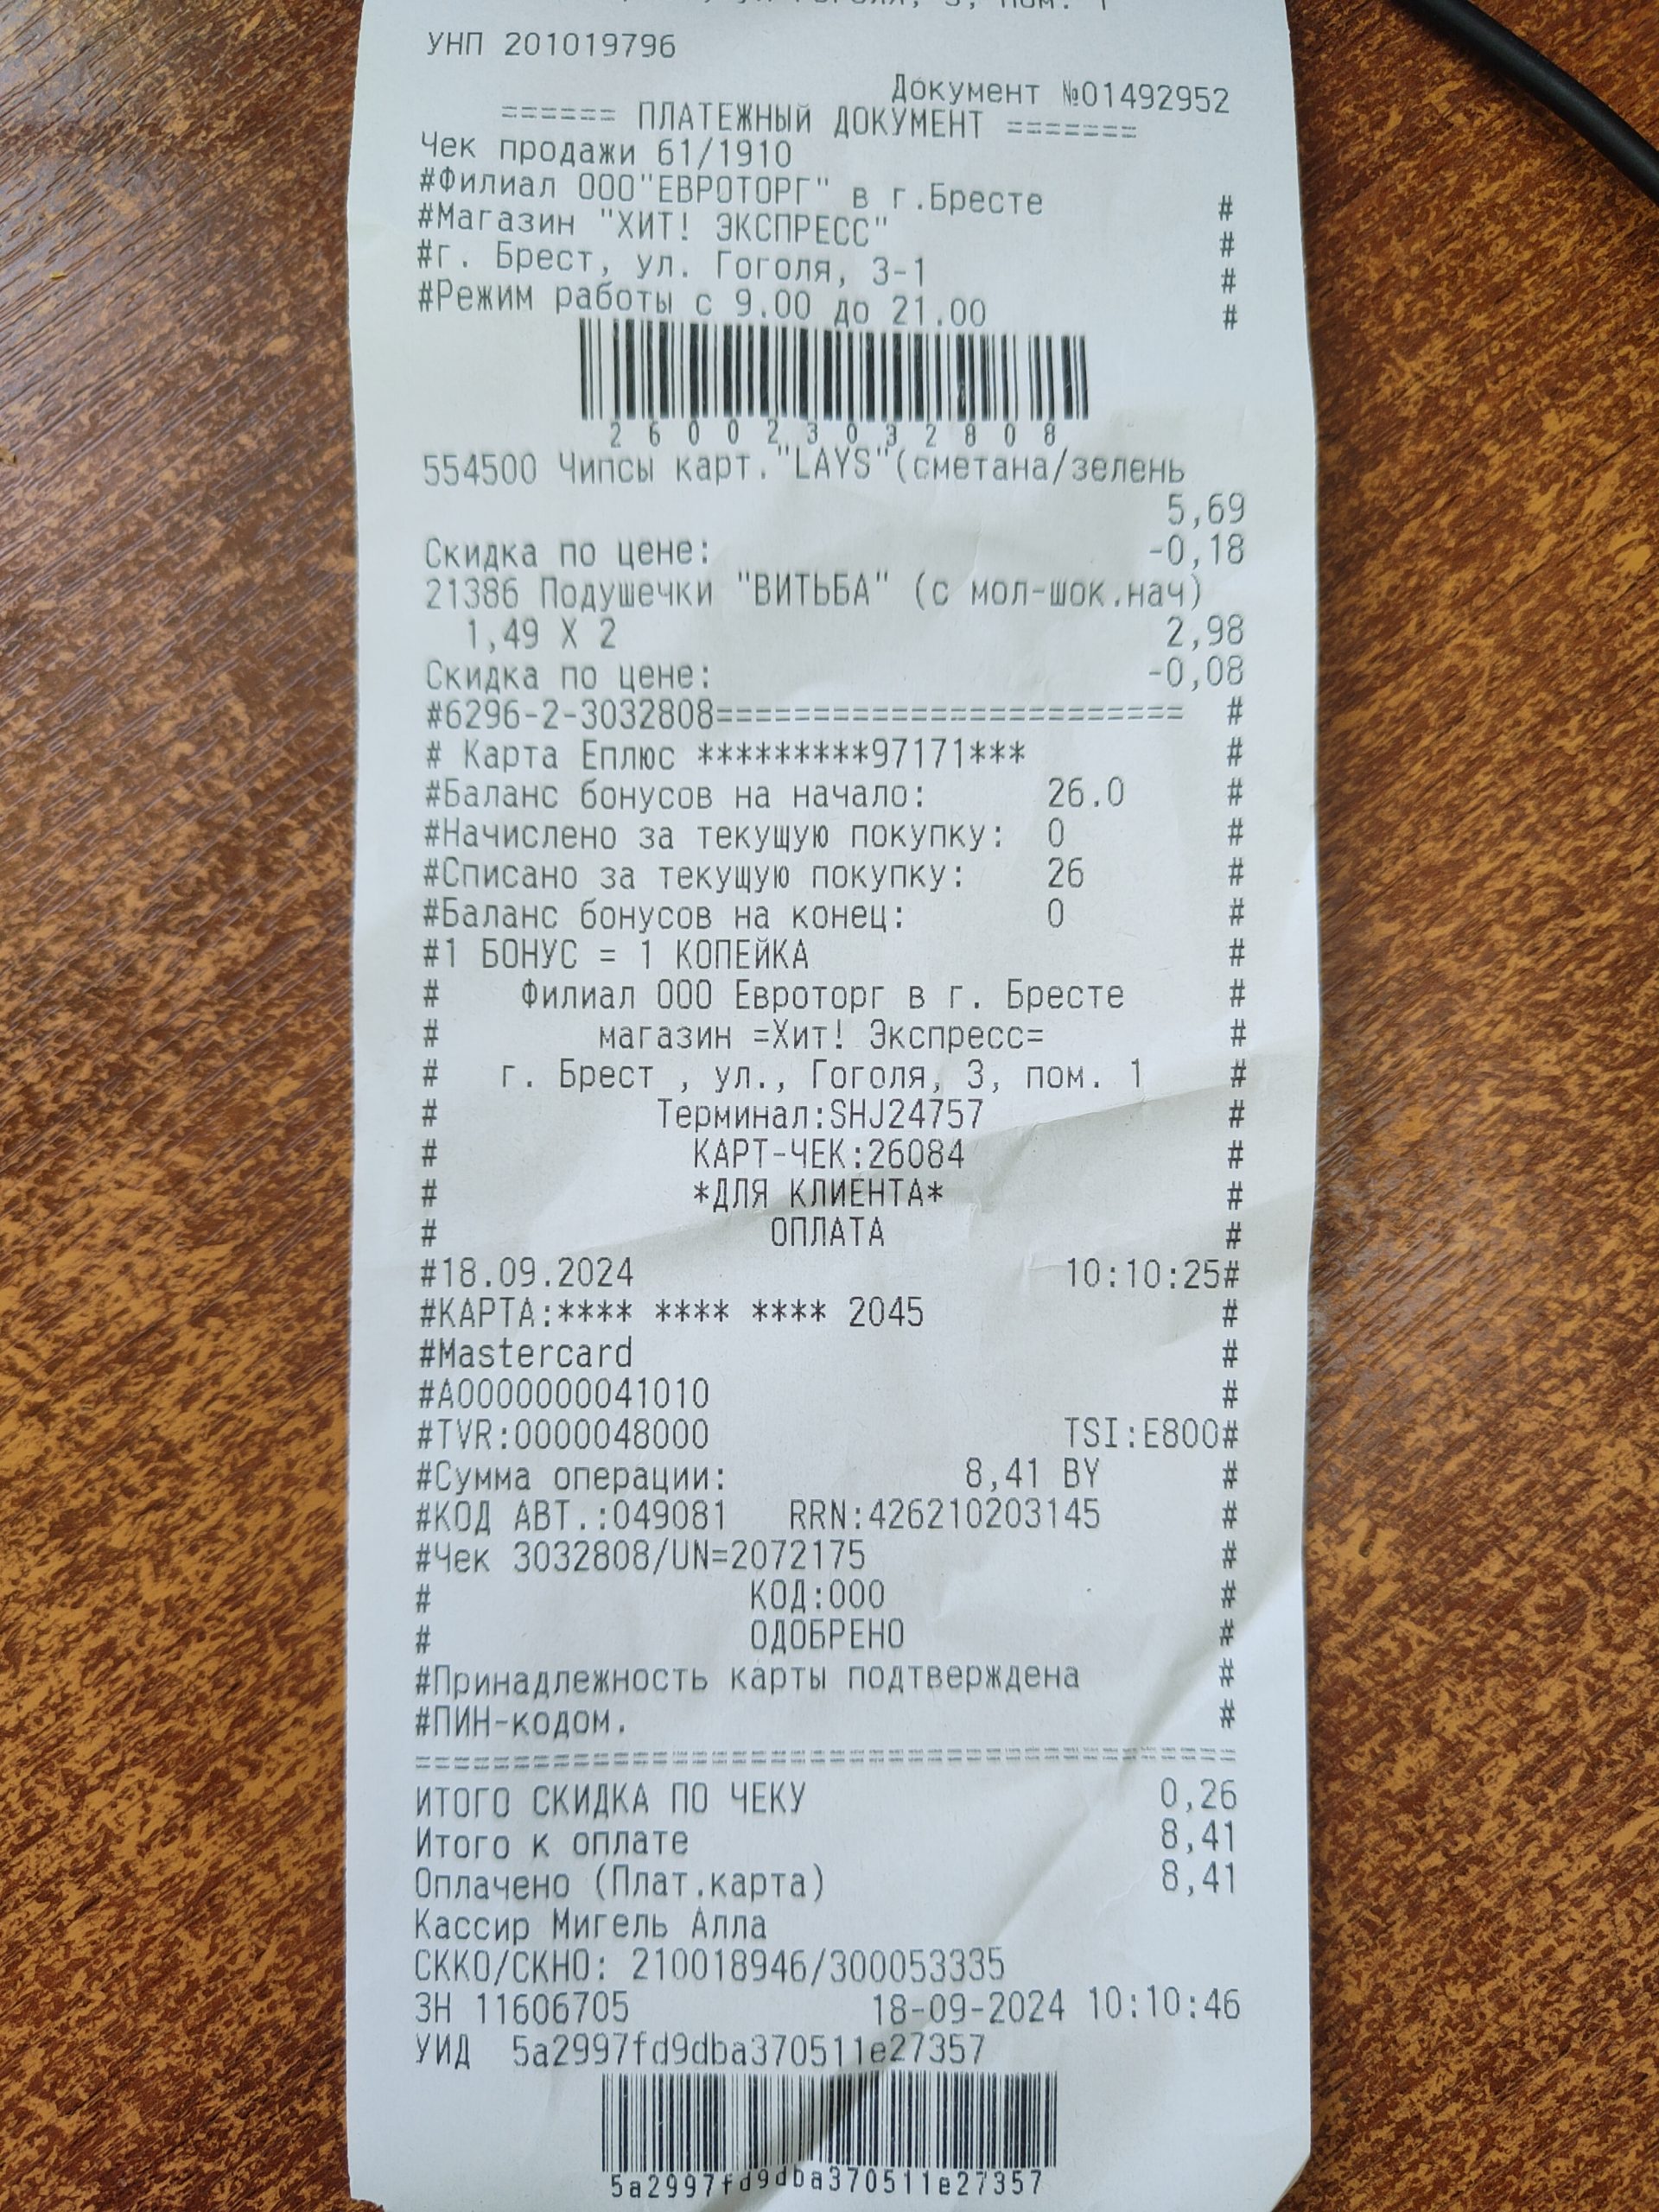 УНП 201019796
Документ №01492952
====== ПЛАТЕЖНЫЙ ДОКУМЕНТ =======
Чек продажи 61/1910
#Филиал ООО"ЕВРОТОРГ" в г.Бресте #
#Магазин "ХИТ! ЭКСПРЕСС" #
#г. Брест, ул. Гоголя, 3-1 #
#Режим работы с 9.00 до 21.00 #
260023032808
554500 Чипсы карт."LAYS"(сметана/зелень
5,69
Скидка по цене: -0,18
21386 Подушечки "ВИТЬБА" (с мол-шок.нач)
1,49 X 2 2,98
Скидка по цене: -0,08
#6296-2-3032808======================== #
# Карта Еплюс *********97171*** #
#Баланс бонусов на начало: 26.0 #
#Начислено за текущую покупку: 0 #
#Списано за текущую покупку: 26 #
#Баланс бонусов на конец: 0 #
#1 БОНУС = 1 КОПЕЙКА #
# Филиал ООО Евроторг в г. Бресте #
# магазин =Хит! Экспресс= #
# г. Брест , ул., Гоголя, 3, пом. 1 #
# Терминал:SHJ24757 #
# КАРТ-ЧЕК:26084 #
# *ДЛЯ КЛИЕНТА* #
# ОПЛАТА #
#18.09.2024 10:10:25#
#КАРТА:**** **** **** 2045 #
#Mastercard #
#A0000000041010 #
#TVR:0000048000 TSI:E800#
#Сумма операции: 8,41 BY #
#КОД АВТ.:049081 RRN:426210203145 #
#Чек 3032808/UN=2072175 #
# КОД:000 #
# ОДОБРЕНО #
#Принадлежность карты подтверждена #
#ПИН-кодом. #
==========================================
ИТОГО СКИДКА ПО ЧЕКУ 0,26
Итого к оплате 8,41
Оплачено (Плат.карта) 8,41
Кассир Мигель Алла
СККО/СКНО: 210018946/300053335
ЗН 11606705 18-09-2024 10:10:46
УИД 5a2997fd9dba370511e27357
5a2997fd9dba370511e27357